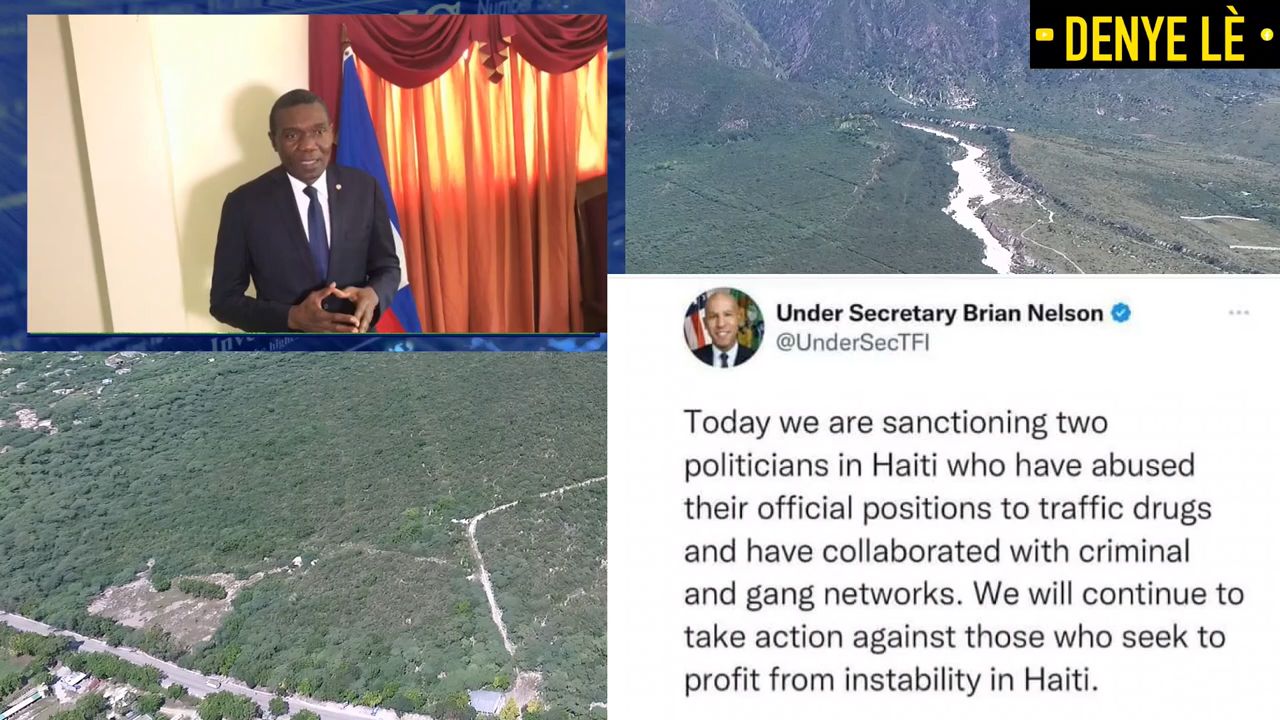 DENYE LÈ
Under Secretary Brian Nelson
@UnderSecTFI
Today we are sanctioning two
politicians in Haiti who have abused
their official positions to traffic drugs
and have collaborated with criminal
and gang networks. We will continue to
take action against those who seek to
profit from instability in Haiti.